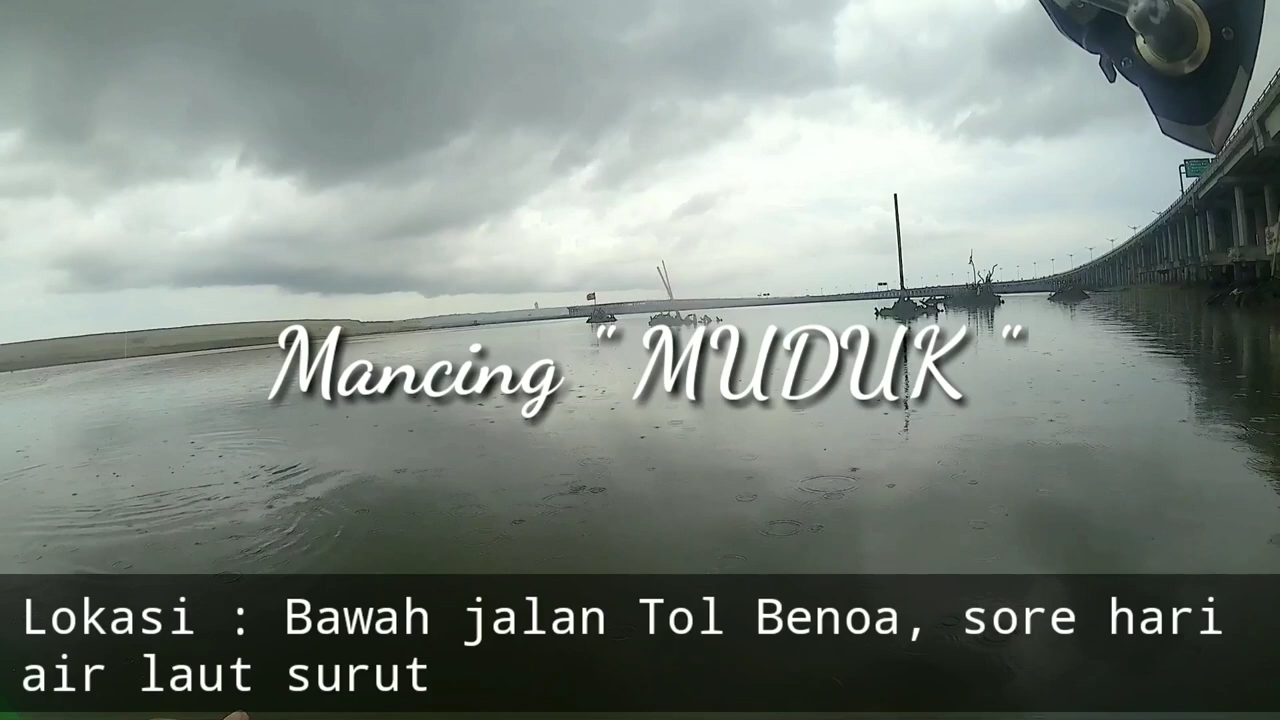 Mancing " MUDUK "
Lokasi : Bawah jalan Tol Benoa, sore hari
air laut surut